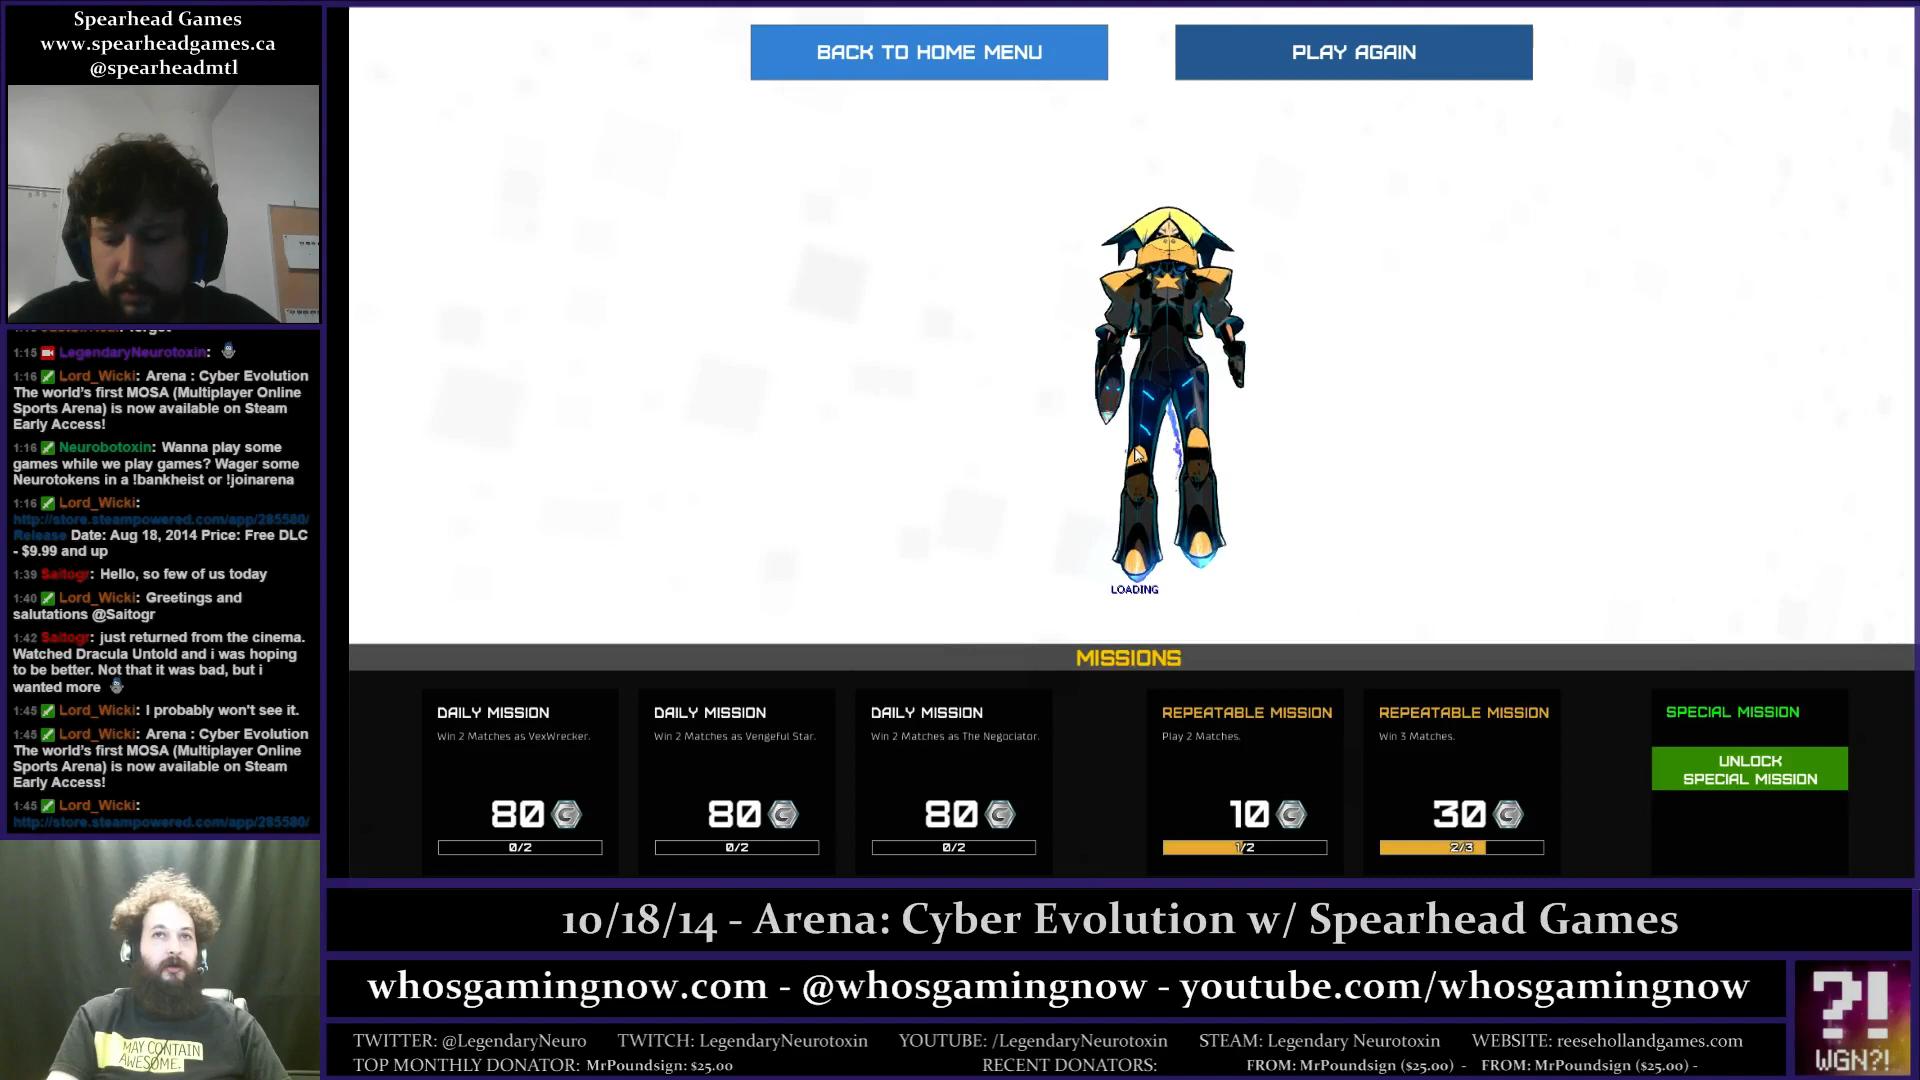 Spearhead Games
www.spearheadgames.ca
@spearheadmtl
BACK TO HOME MENU
PLAY AGAIN
1:15 LegendaryNeurotoxin:
1:16 Lord_Wicki: Arena : Cyber Evolution
The world's first MOSA (Multiplayer Online
Sports Arena) is now available on Steam
Early Access!
1:16 Neurobotoxin: Wanna play some
games while we play games? Wager some
Neurotokens in a !bankheist or !joinarena
1:16 Lord_Wicki:
http://store.steampowered.com/app/285580/
Release Date: Aug 18, 2014 Price: Free DLC
- $9.99 and up
1:39 Saitogr: Hello, so few of us today
1:40 Lord_Wicki: Greetings and
salutations @Saitogr
1:42 Saitogr: just returned from the cinema.
Watched Dracula Untold and i was hoping
to be better. Not that it was bad, but i
wanted more
1:45 Lord_Wicki: I probably won't see it.
1:45 Lord_Wicki: Arena : Cyber Evolution
The world's first MOSA (Multiplayer Online
Sports Arena) is now available on Steam
Early Access!
1:45 Lord_Wicki:
http://store.steampowered.com/app/285580/
LOADING
MISSIONS
DAILY MISSION
Win 2 Matches as VexWrecker.
80
0/2
DAILY MISSION
Win 2 Matches as Vengeful Star.
80
0/2
DAILY MISSION
Win 2 Matches as The Negociator.
80
0/2
REPEATABLE MISSION
Play 2 Matches.
10
1/2
REPEATABLE MISSION
Win 3 Matches.
30
2/3
SPECIAL MISSION
UNLOCK
SPECIAL MISSION
MAY CONTAIN
AWESOME.
10/18/14 - Arena: Cyber Evolution w/ Spearhead Games
whosgamingnow.com - @whosgamingnow - youtube.com/whosgamingnow
TWITTER: @LegendaryNeuro TWITCH: LegendaryNeurotoxin YOUTUBE: /LegendaryNeurotoxin STEAM: Legendary Neurotoxin WEBSITE: reesehollandgames.com
TOP MONTHLY DONATOR: MrPoundsign: $25.00 RECENT DONATORS: FROM: MrPoundsign ($25.00) - FROM: MrPoundsign ($25.00) -
?!
WGN?!